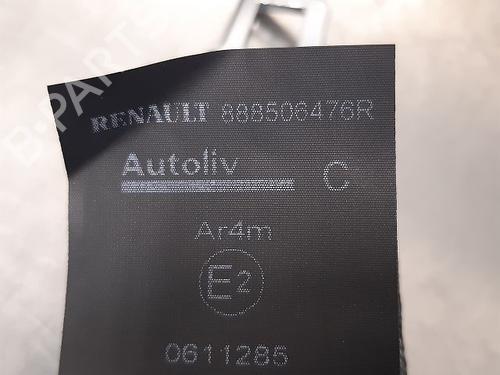 RENAULT 888506476R
Autoliv C
Ar4m
E2
0611285
B-PARTS